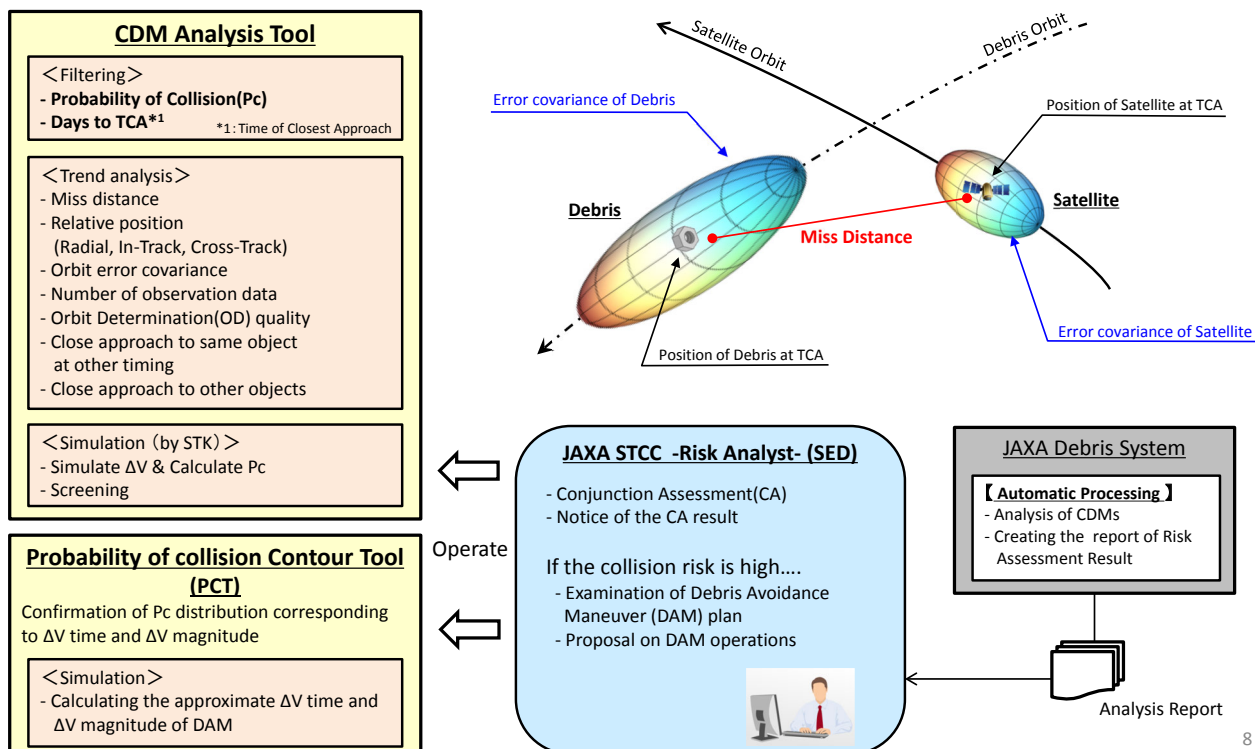 CDM Analysis Tool
<Filtering>
- Probability of Collision(Pc)
- Days to TCA*1
*1:Time of Closest Approach
<Trend analysis>
- Miss distance
- Relative position
(Radial, In-Track, Cross-Track)
- Orbit error covariance
- Number of observation data
- Orbit Determination(OD) quality
- Close approach to same object
at other timing
- Close approach to other objects
<Simulation (by STK)>
- Simulate ΔV & Calculate Pc
- Screening
Probability of collision Contour Tool
(PCT)
Confirmation of Pc distribution corresponding
to ΔV time and ΔV magnitude
<Simulation>
- Calculating the approximate ΔV time and
ΔV magnitude of DAM
Satellite Orbit
Debris Orbit
Error covariance of Debris
Position of Satellite at TCA
Debris
Satellite
Miss Distance
Position of Debris at TCA
Error covariance of Satellite
Operate
JAXA STCC -Risk Analyst- (SED)
- Conjunction Assessment(CA)
- Notice of the CA result
If the collision risk is high....
- Examination of Debris Avoidance
Maneuver (DAM) plan
- Proposal on DAM operations
JAXA Debris System
【 Automatic Processing 】
- Analysis of CDMs
- Creating the report of Risk
Assessment Result
Analysis Report
8